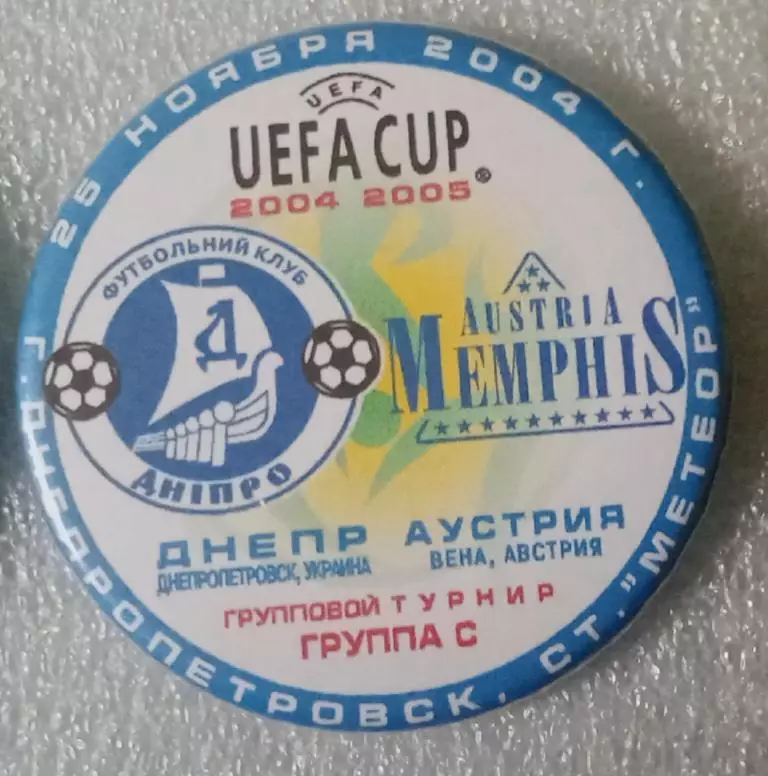 25 НОЯБРЯ 2004 Г.
UEFA
UEFA CUP®
2004 2005
ФУТБОЛЬНИЙ КЛУБ
Д
ДНІПРО
AUSTRIA
MEMPHIS
ДНЕПР
ДНЕПРОПЕТРОВСК, УКРАИНА
АУСТРИЯ
ВЕНА, АВСТРИЯ
ГРУППОВОЙ ТУРНИР
ГРУППА С
Г. ДНЕПРОПЕТРОВСК, СТ. "МЕТЕОР"